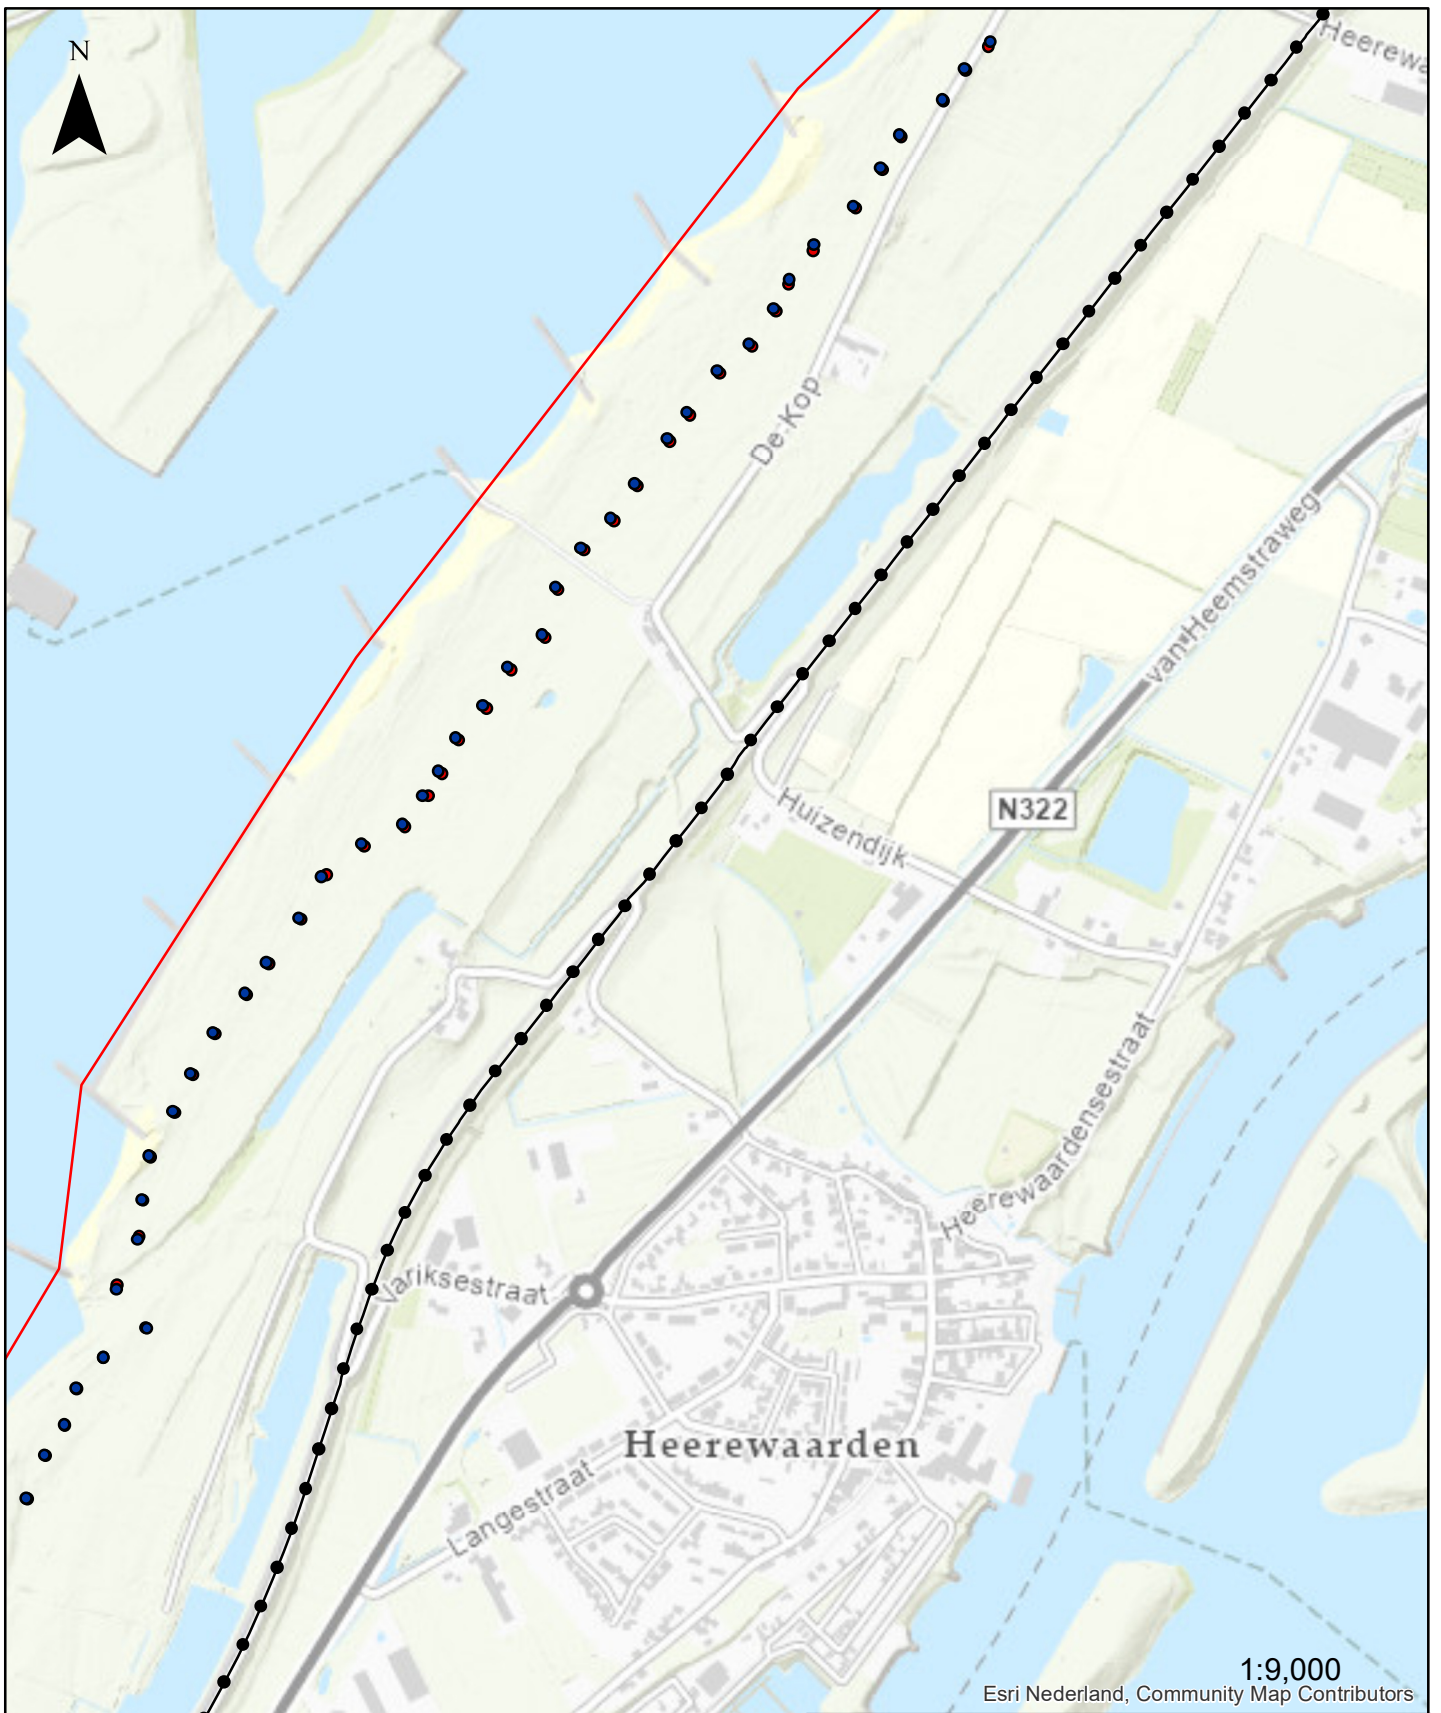 N
Heerewa
De Kop
van Heemstraweg
N322
Huizendijk
Heerewaardensestraat
Variksestraat
Heerewaarden
Langestraat
1:9,000
Esri Nederland, Community Map Contributors